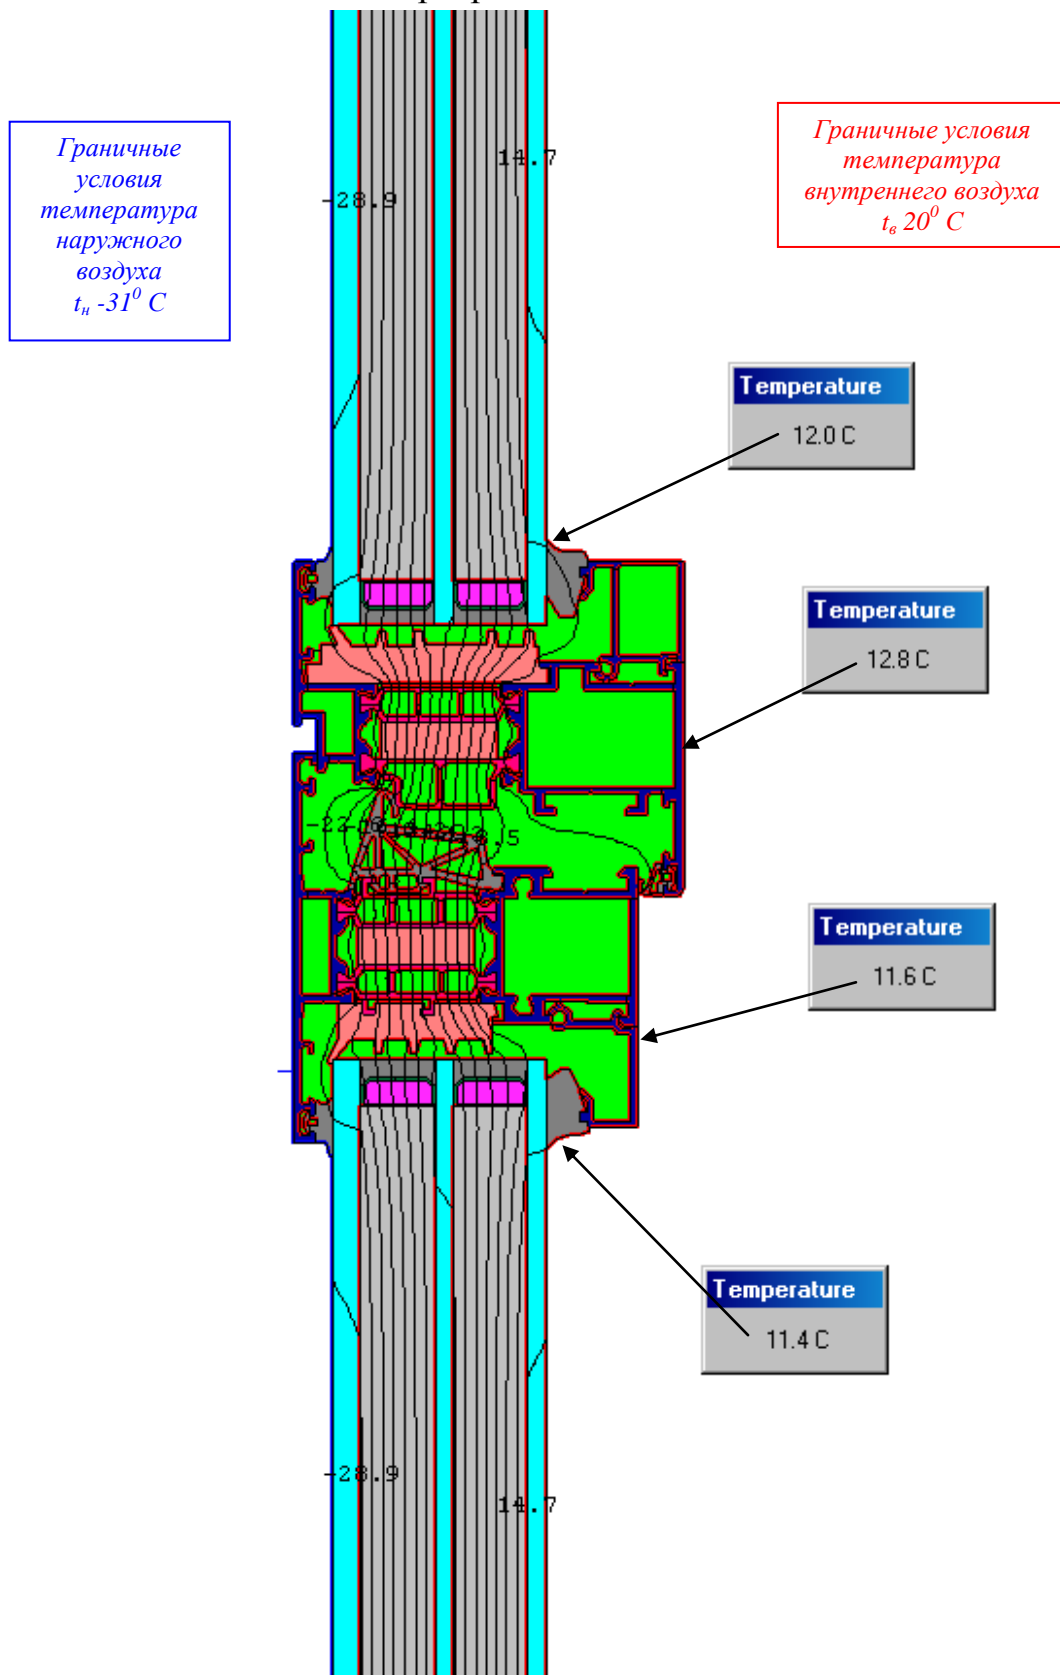 14.7
-28.9
Граничные
условия
температура
наружного
воздуха
tн -31⁰ C
Граничные условия
температура
внутреннего воздуха
tв 20⁰ C
Temperature
12.0 C
Temperature
12.8 C
Temperature
11.6 C
Temperature
11.4 C
-28.9
14.7